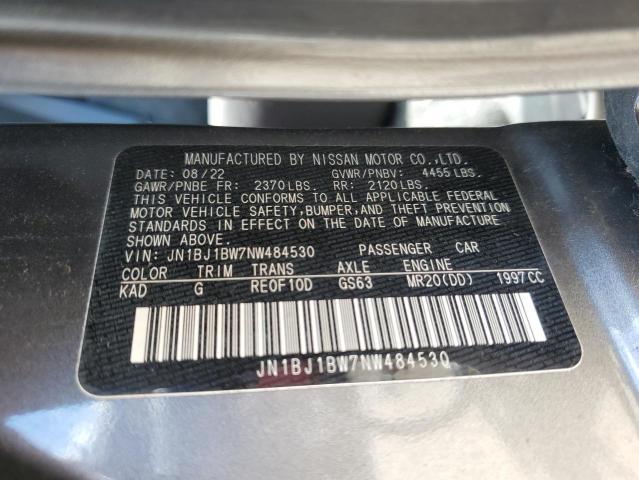 MANUFACTURED BY NISSAN MOTOR CO.,LTD.
DATE: 08/22 GVWR/PNBV: 4455 LBS.
GAWR/PNBE FR: 2370 LBS. RR: 2120 LBS.
THIS VEHICLE CONFORMS TO ALL APPLICABLE FEDERAL
MOTOR VEHICLE SAFETY, BUMPER, AND THEFT PREVENTION
STANDARDS IN EFFECT ON THE DATE OF MANUFACTURE
SHOWN ABOVE.
VIN: JN1BJ1BW7NW484530 PASSENGER CAR
COLOR TRIM TRANS AXLE ENGINE
KAD G RE0F10D GS63 MR20(DD) 1997CC
JN1BJ1BW7NW484530